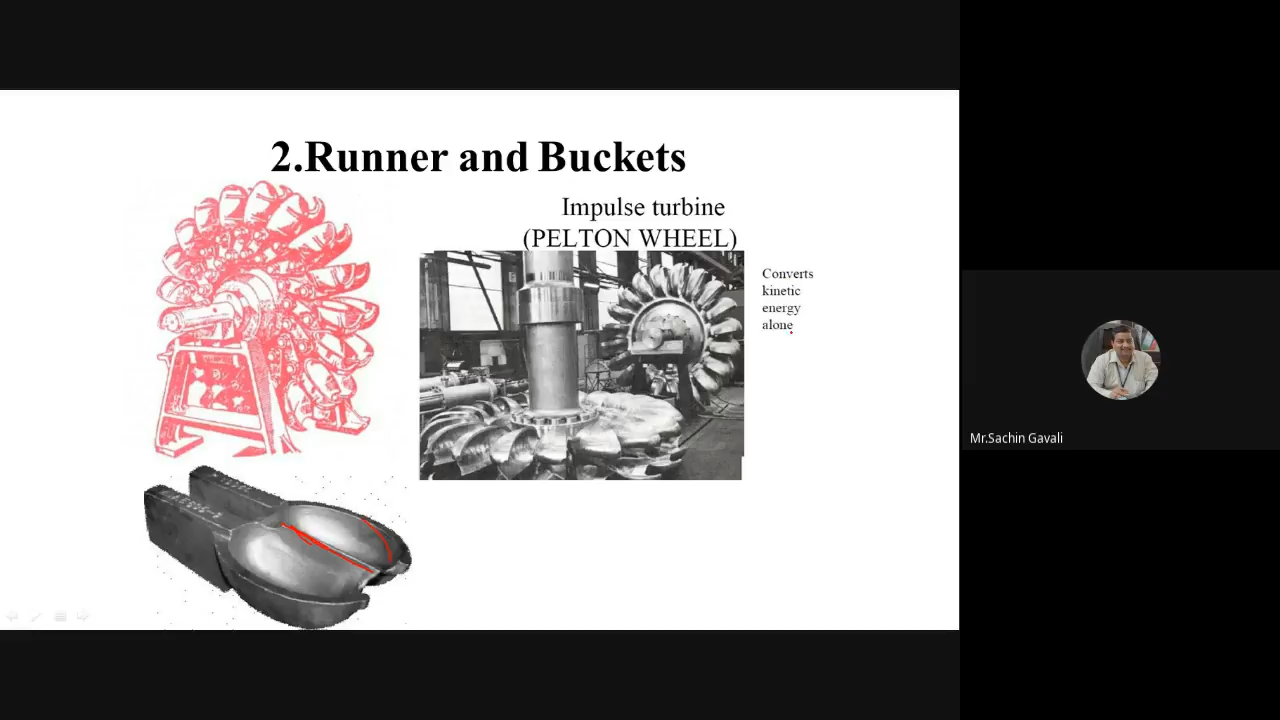 2.Runner and Buckets
Impulse turbine
(PELTON WHEEL)
Converts
kinetic
energy
alone
Mr.Sachin Gavali